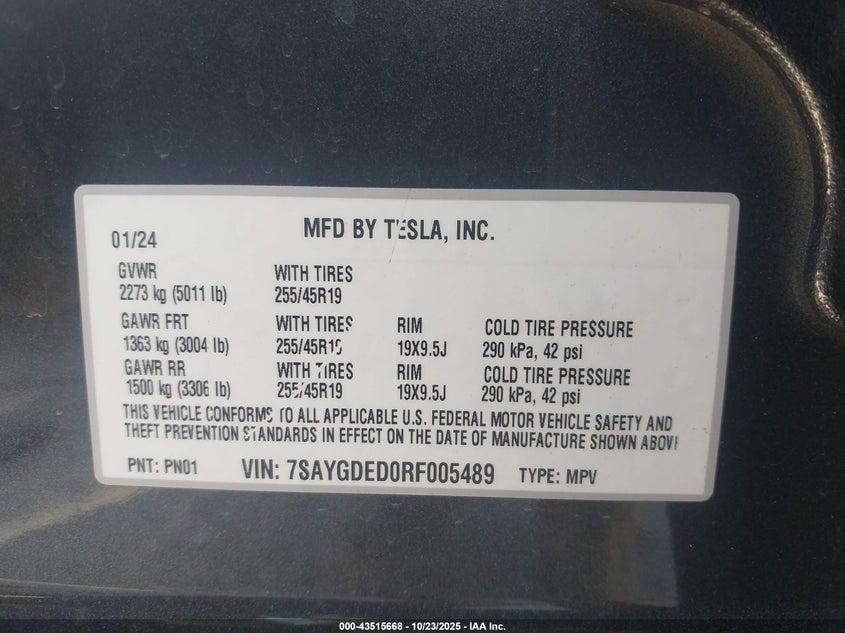 MFD BY TESLA, INC.
01/24
GVWR WITH TIRES
2273 kg (5011 lb) 255/45R19
GAWR FRT WITH TIRES RIM COLD TIRE PRESSURE
1363 kg (3004 lb) 255/45R19 19X9.5J 290 kPa, 42 psi
GAWR RR WITH TIRES RIM COLD TIRE PRESSURE
1500 kg (3306 lb) 255/45R19 19X9.5J 290 kPa, 42 psi
THIS VEHICLE CONFORMS TO ALL APPLICABLE U.S. FEDERAL MOTOR VEHICLE SAFETY AND
THEFT PREVENTION STANDARDS IN EFFECT ON THE DATE OF MANUFACTURE SHOWN ABOVE
PNT: PN01 VIN: 7SAYGDED0RF005489 TYPE: MPV
000-43515668 - 10/23/2025 - IAA Inc.